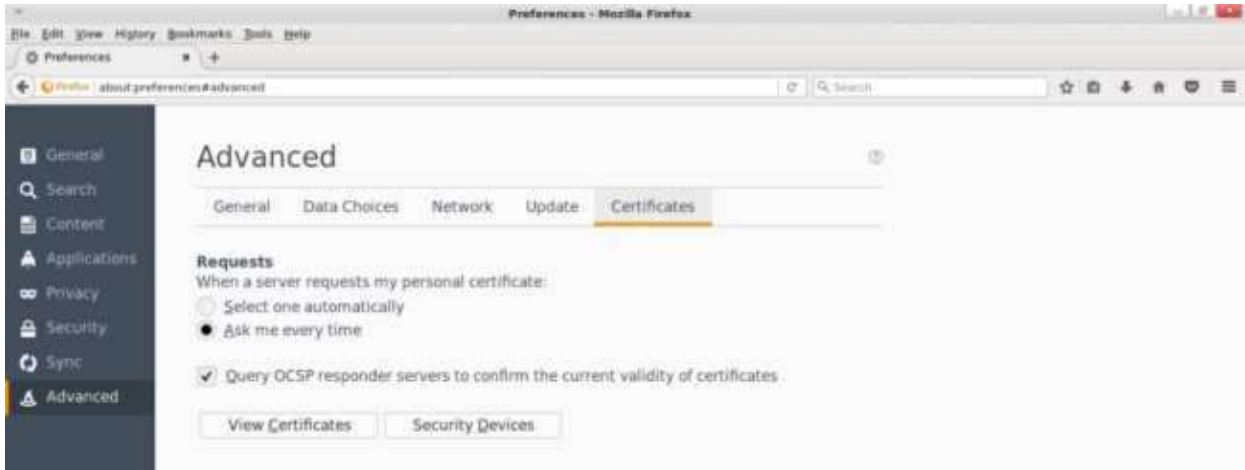 Preferences - Mozilla Firefox
File Edit View History Bookmarks Tools Help
Preferences
Firefox about:preferences#advanced Search
General
Search
Content
Applications
Privacy
Security
Sync
Advanced
Advanced
General Data Choices Network Update Certificates
Requests
When a server requests my personal certificate:
Select one automatically
Ask me every time
Query OCSP responder servers to confirm the current validity of certificates
View Certificates Security Devices